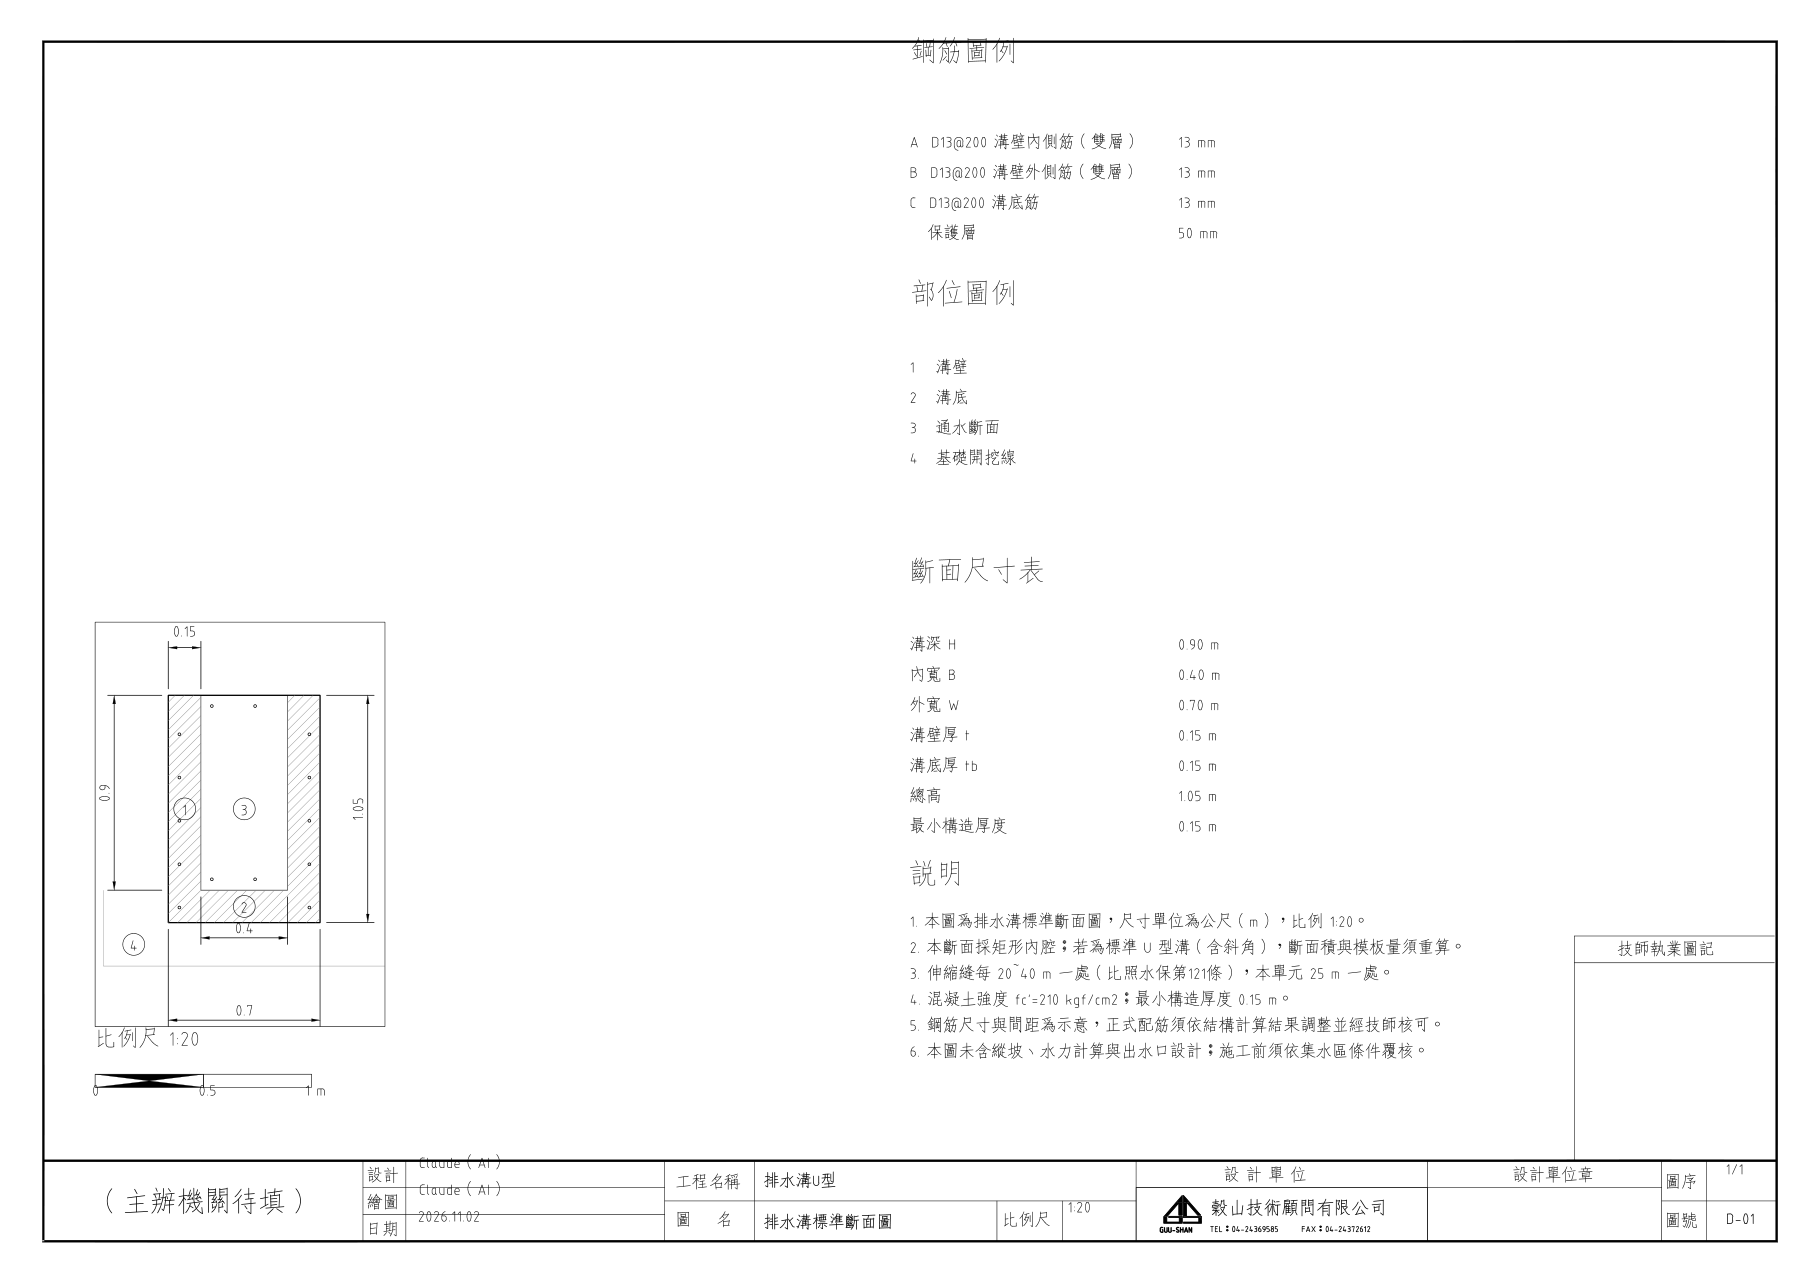 鋼筋圖例
A D13@200 溝壁內側筋(雙層) 13 mm
B D13@200 溝壁外側筋(雙層) 13 mm
C D13@200 溝底筋 13 mm
保護層 50 mm
部位圖例
1 溝壁
2 溝底
3 通水斷面
4 基礎開挖線
斷面尺寸表
溝深 H 0.90 m
內寬 B 0.40 m
外寬 W 0.70 m
溝壁厚 t 0.15 m
溝底厚 tb 0.15 m
總高 1.05 m
最小構造厚度 0.15 m
說明
1. 本圖為排水溝標準斷面圖,尺寸單位為公尺(m),比例 1:20。
2. 本斷面採矩形內腔;若為標準 U 型溝(含斜角),斷面積與模板量須重算。
3. 伸縮縫每 20~40 m 一處(比照水保第121條),本單元 25 m 一處。
4. 混凝土強度 fc'=210 kgf/cm2;最小構造厚度 0.15 m。
5. 鋼筋尺寸與間距為示意,正式配筋須依結構計算結果調整並經技師核可。
6. 本圖未含縱坡、水力計算與出水口設計;施工前須依集水區條件覆核。
0.15
0.9
1.05
1
3
2
0.4
4
0.7
比例尺 1:20
0 0.5 1 m
技師執業圖記
(主辦機關待填)
設計 Claude(AI)
繪圖 Claude(AI)
日期 2026.11.02
工程名稱 排水溝U型
圖 名 排水溝標準斷面圖
比例尺 1:20
設計單位
GUU-SHAN
穀山技術顧問有限公司
TEL:04-24369585 FAX:04-24372612
設計單位章
圖序 1/1
圖號 D-01